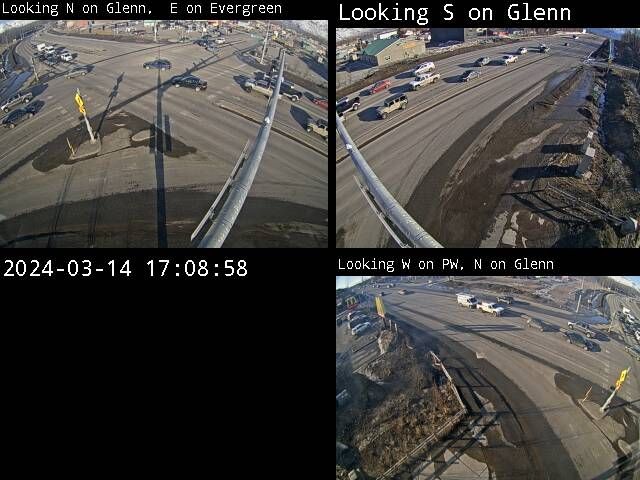 Looking N on Glenn, E on Evergreen
Looking S on Glenn
2024-03-14 17:08:58
Looking W on PW, N on Glenn